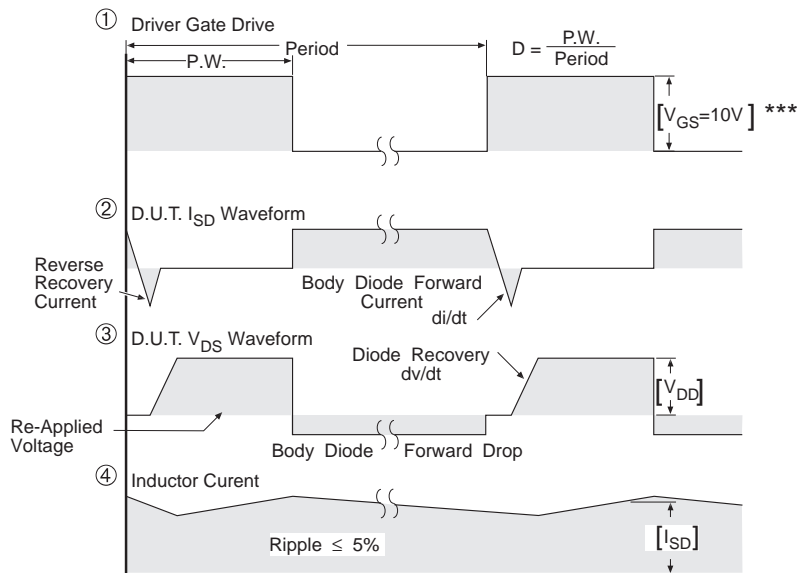 ① Driver Gate Drive
Period
P.W.
D = P.W.
Period
[VGS=10V] ***
② D.U.T. ISD Waveform
Reverse
Recovery
Current
Body Diode Forward
Current
di/dt
③ D.U.T. VDS Waveform
Diode Recovery
dv/dt
[VDD]
Re-Applied
Voltage
Body Diode Forward Drop
④ Inductor Curent
Ripple ≤ 5%
[ISD]